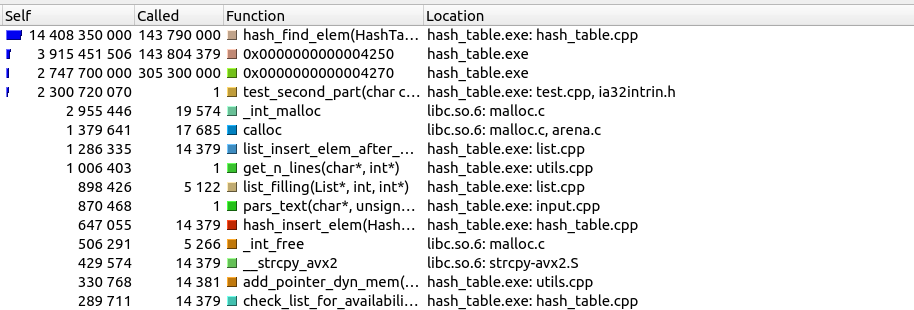 Self Called Function Location
14 408 350 000 143 790 000 hash_find_elem(HashTa... hash_table.exe: hash_table.cpp
3 915 451 506 143 804 379 0x0000000000004250 hash_table.exe
2 747 700 000 305 300 000 0x0000000000004270 hash_table.exe
2 300 720 070 1 test_second_part(char c... hash_table.exe: test.cpp, ia32intrin.h
2 955 446 19 574 _int_malloc libc.so.6: malloc.c
1 379 641 17 685 calloc libc.so.6: malloc.c, arena.c
1 286 335 14 379 list_insert_elem_after_... hash_table.exe: list.cpp
1 006 403 1 get_n_lines(char*, int*) hash_table.exe: utils.cpp
898 426 5 122 list_filling(List*, int, int*) hash_table.exe: list.cpp
870 468 1 pars_text(char*, unsign... hash_table.exe: input.cpp
647 055 14 379 hash_insert_elem(Hash... hash_table.exe: hash_table.cpp
506 291 5 266 _int_free libc.so.6: malloc.c
429 574 14 379 __strcpy_avx2 libc.so.6: strcpy-avx2.S
330 768 14 381 add_pointer_dyn_mem(... hash_table.exe: utils.cpp
289 711 14 379 check_list_for_availabili... hash_table.exe: hash_table.cpp